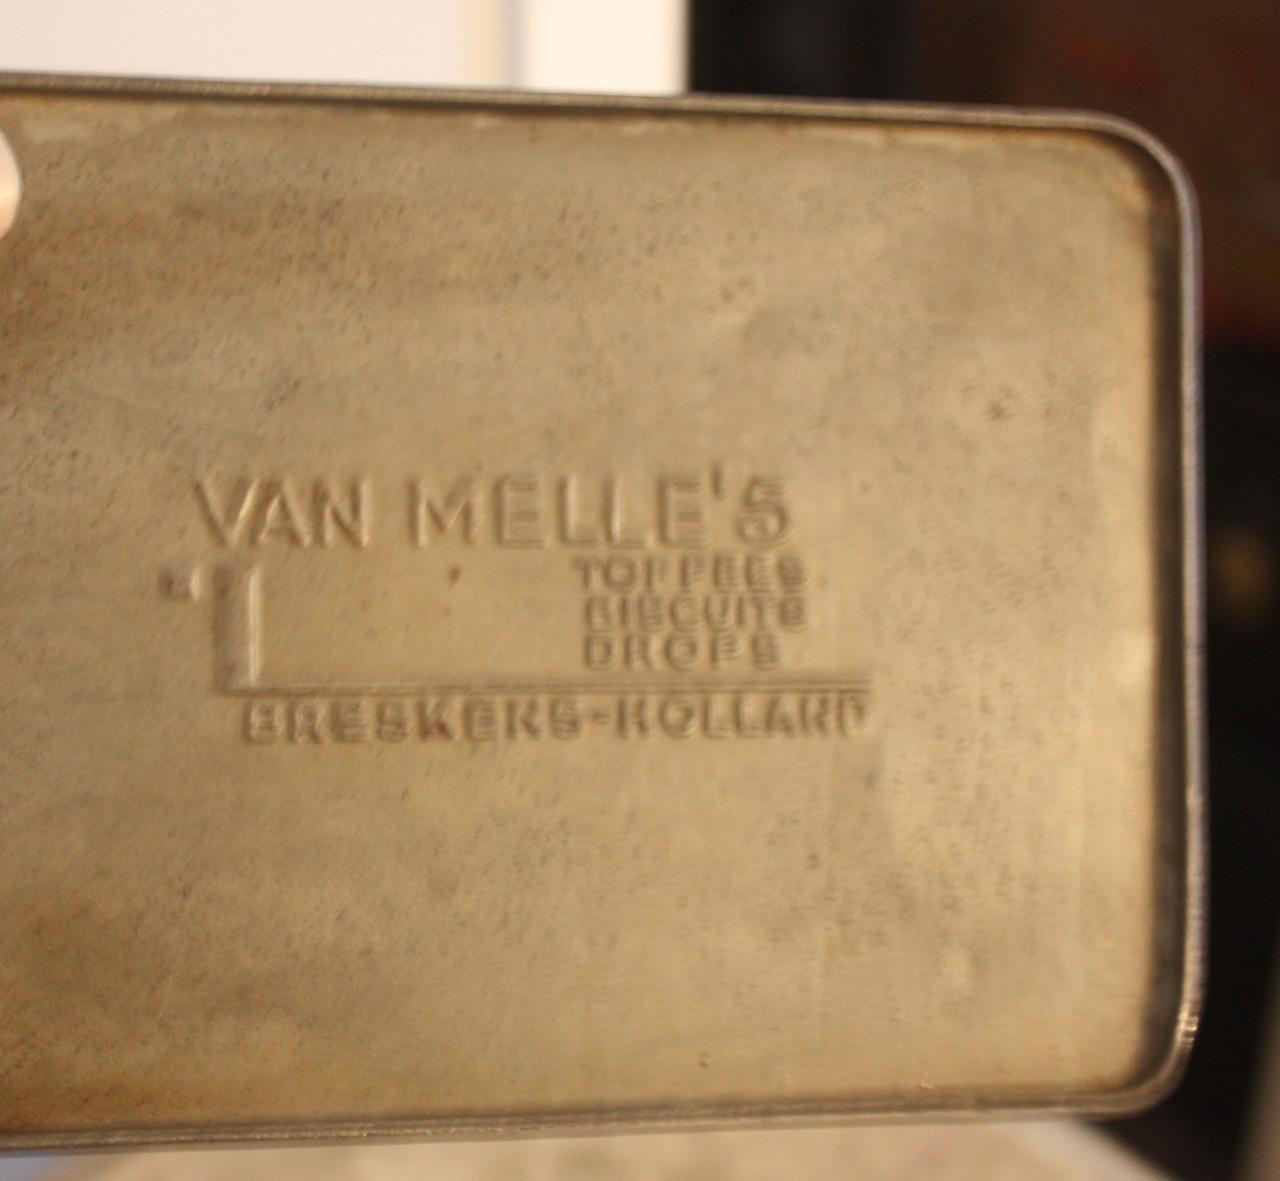 VAN MELLE'S
TOFFEES
BISCUITS
DROPS
BRESKENS-HOLLAND